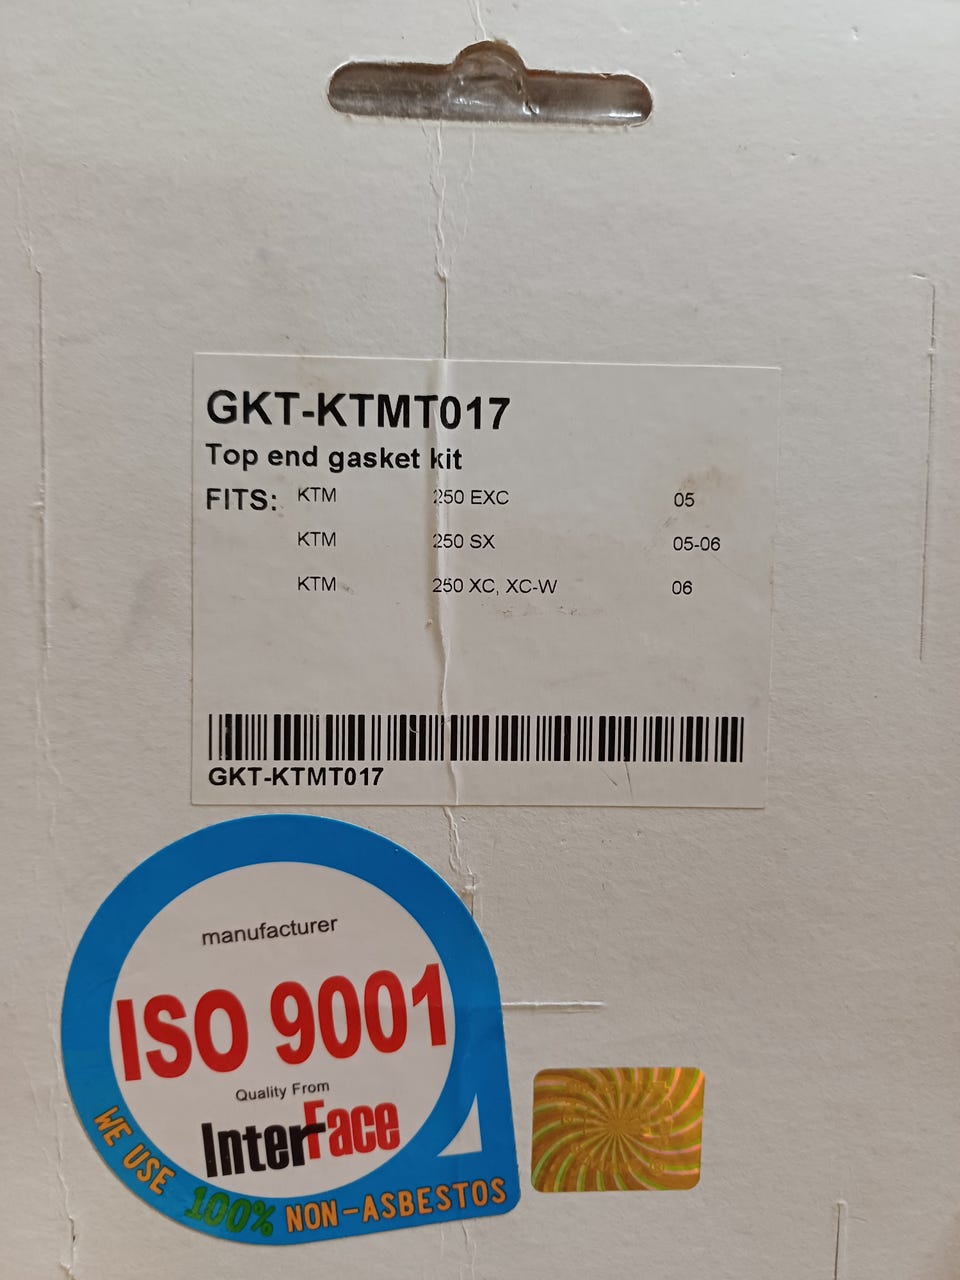 GKT-KTMT017
Top end gasket kit
FITS: KTM 250 EXC 05
KTM 250 SX 05-06
KTM 250 XC, XC-W 06
GKT-KTMT017
manufacturer
ISO 9001
Quality From
InterFace
WE USE 100% NON-ASBESTOS